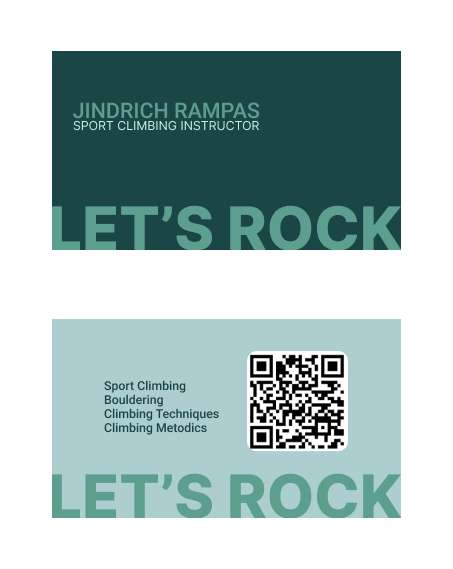 JINDRICH RAMPAS
SPORT CLIMBING INSTRUCTOR
LET’S ROCK
Sport Climbing
Bouldering
Climbing Techniques
Climbing Metodics
LET’S ROCK